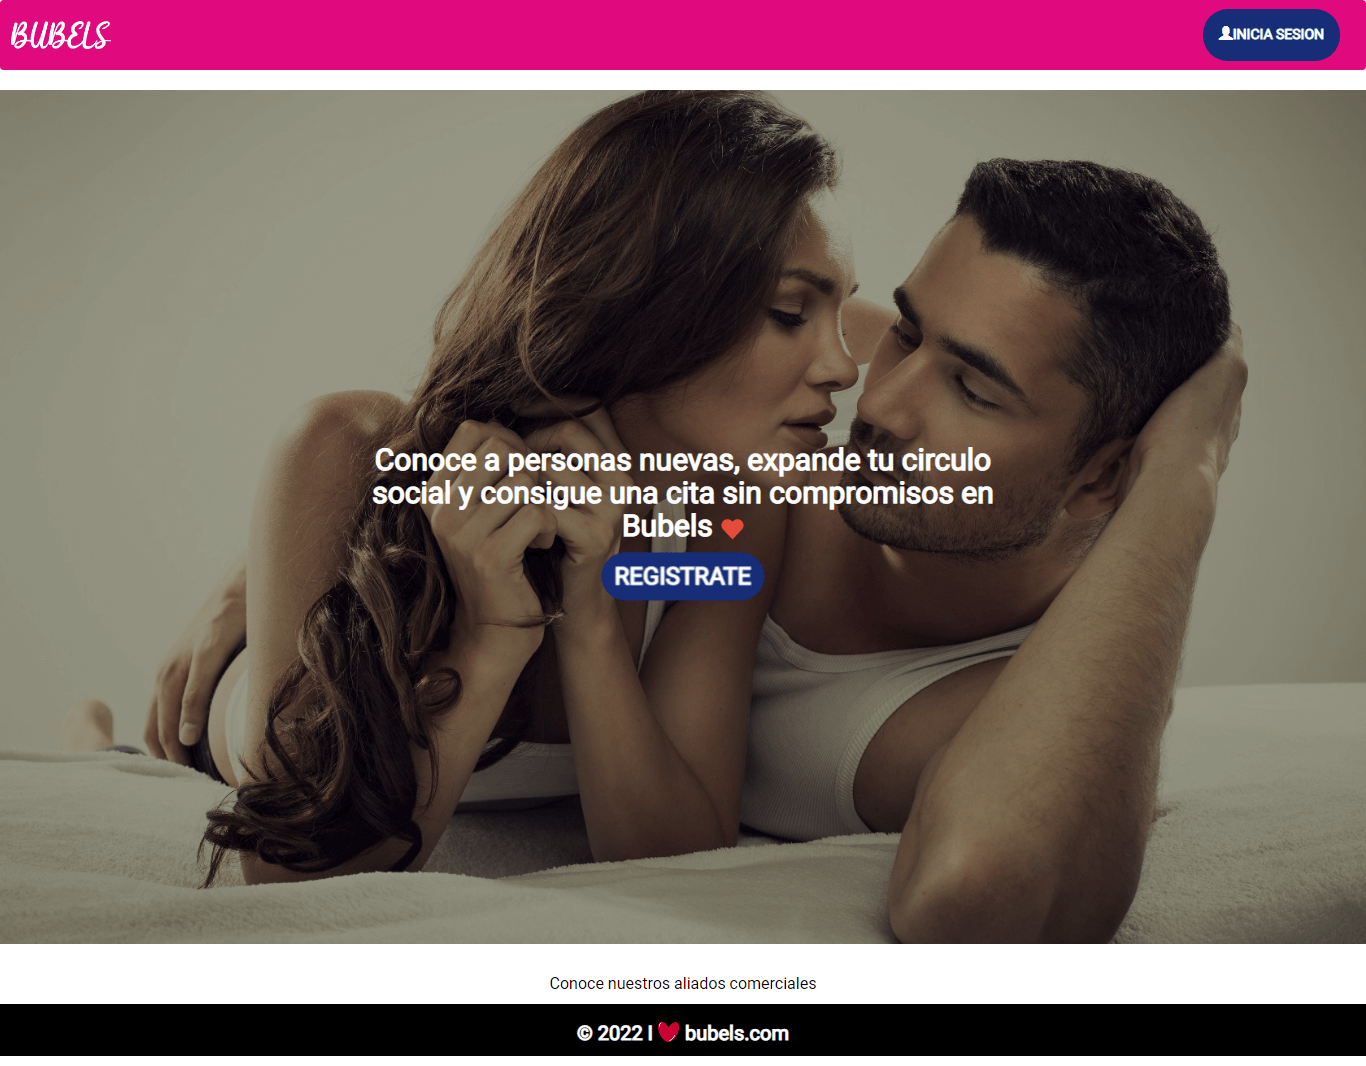 BUBELS
INICIA SESION
Conoce a personas nuevas, expande tu circulo
social y consigue una cita sin compromisos en
Bubels
REGISTRATE
Conoce nuestros aliados comerciales
© 2022 I ❤ bubels.com